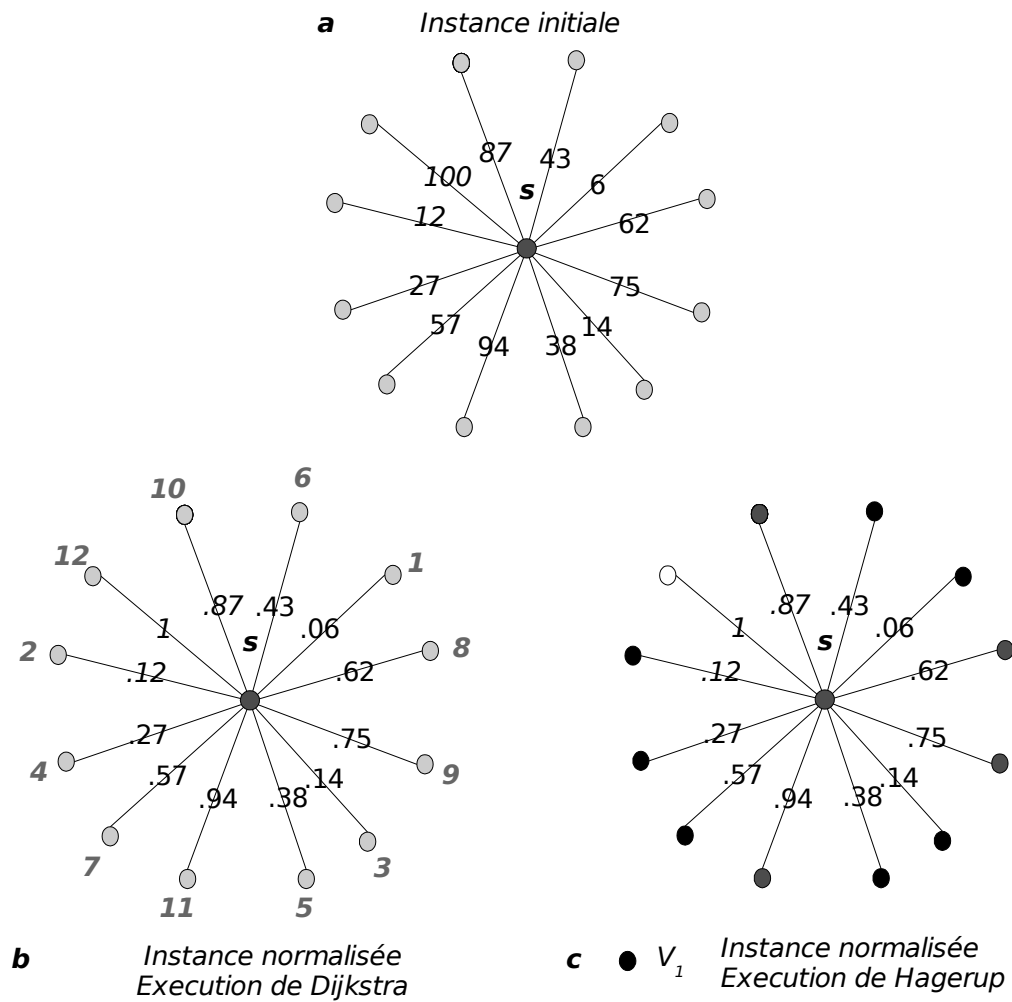 a Instance initiale
87 43
100 6
s
12 62
27 75
57 14
94 38
10 6
12 1
.87 .43
1 s .06
2 .12 .62 8
.27 .75
4 .57 .14 9
.94 .38
7 3
11 5
.87 .43
1 s .06
.12 .62
.27 .75
.57 .14
.94 .38
b Instance normalisée
Execution de Dijkstra
c V1 Instance normalisée
Execution de Hagerup